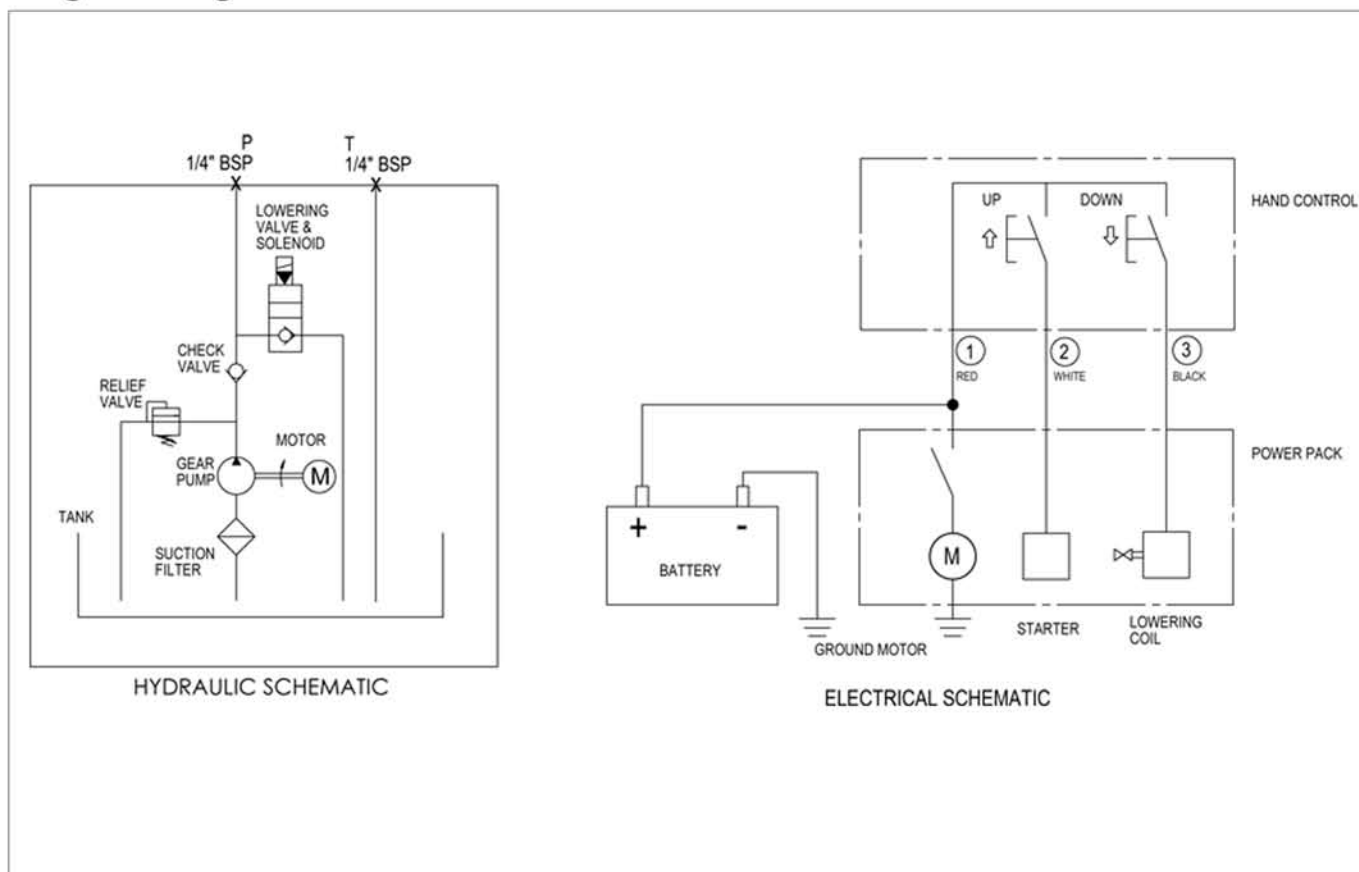 P
1/4" BSP
T
1/4" BSP
LOWERING
VALVE &
SOLENOID
CHECK
VALVE
RELIEF
VALVE
MOTOR
GEAR
PUMP
M
TANK
SUCTION
FILTER
HYDRAULIC SCHEMATIC
UP
DOWN
HAND CONTROL
1
RED
2
WHITE
3
BLACK
POWER PACK
+
-
BATTERY
M
GROUND MOTOR
STARTER
LOWERING
COIL
ELECTRICAL SCHEMATIC